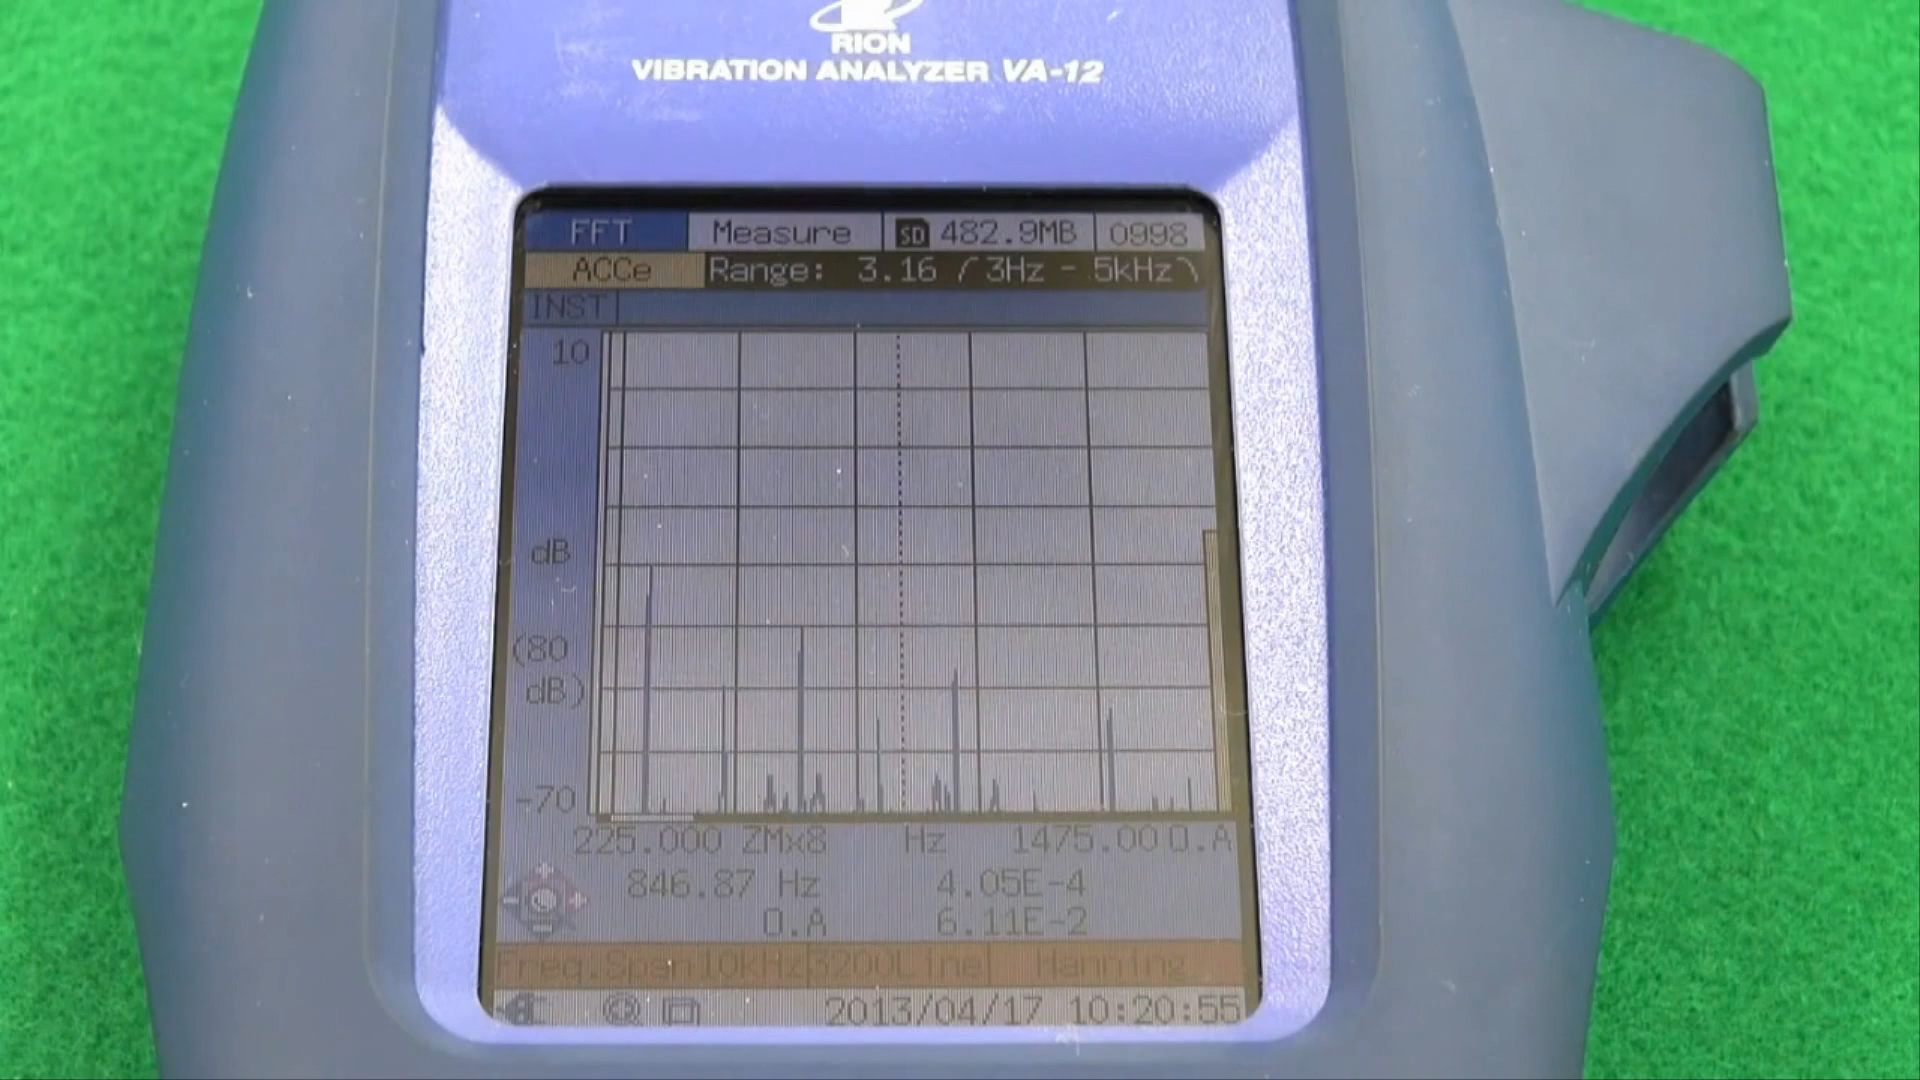 RION
VIBRATION ANALYZER VA-12
FFT Measure SD 482.9MB 0998
ACCe Range: 3.16 (3Hz - 5kHz)
INST
10
dB
(80
dB)
-70
225.000 ZMx8 Hz 1475.00 O.A
846.87 Hz 4.05E-4
O.A 6.11E-2
Freq.Span 10kHz 3200Line Hanning
2013/04/17 10:20:55